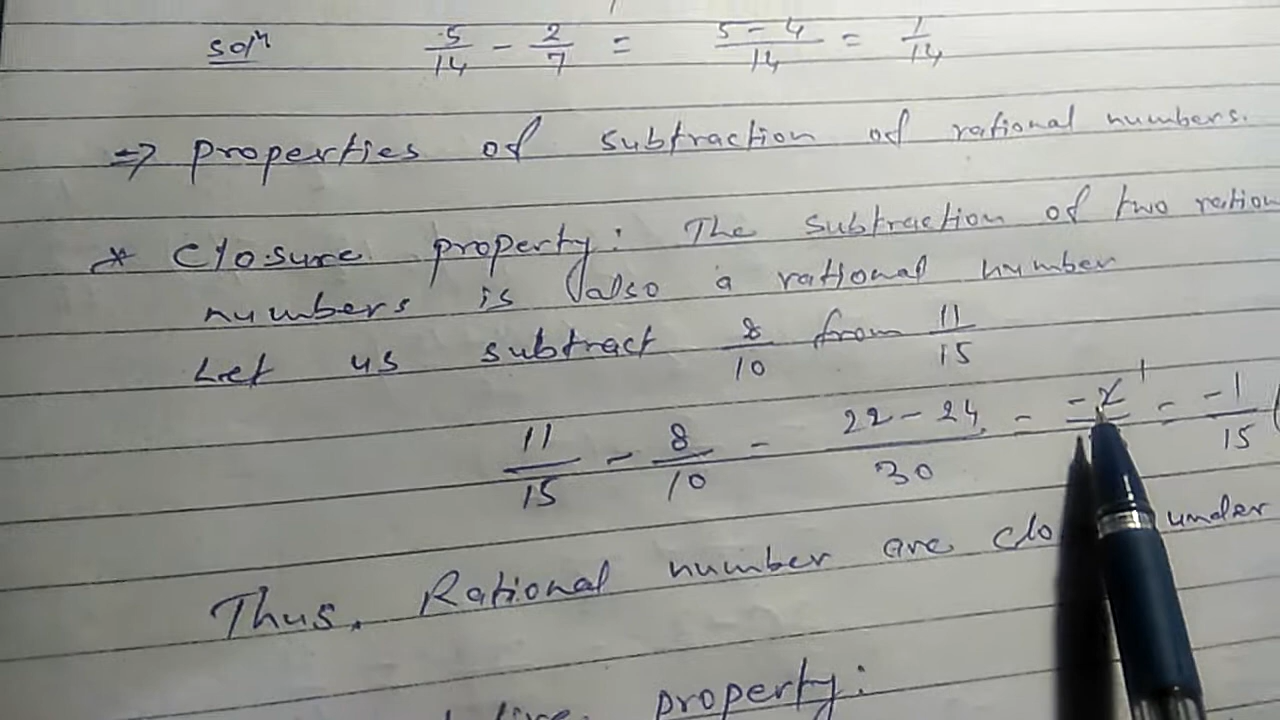 soln 5/14 - 2/7 = 5-4/14 = 1/14
=> properties of subtraction of rational numbers.
* Closure property: The subtraction of two ration
numbers is also a rational number
Let us subtract 8/10 from 11/15
11/15 - 8/10 = 22-24/30 = -2 1 = -1/15 (
Thus, Rational number are clo under
property: